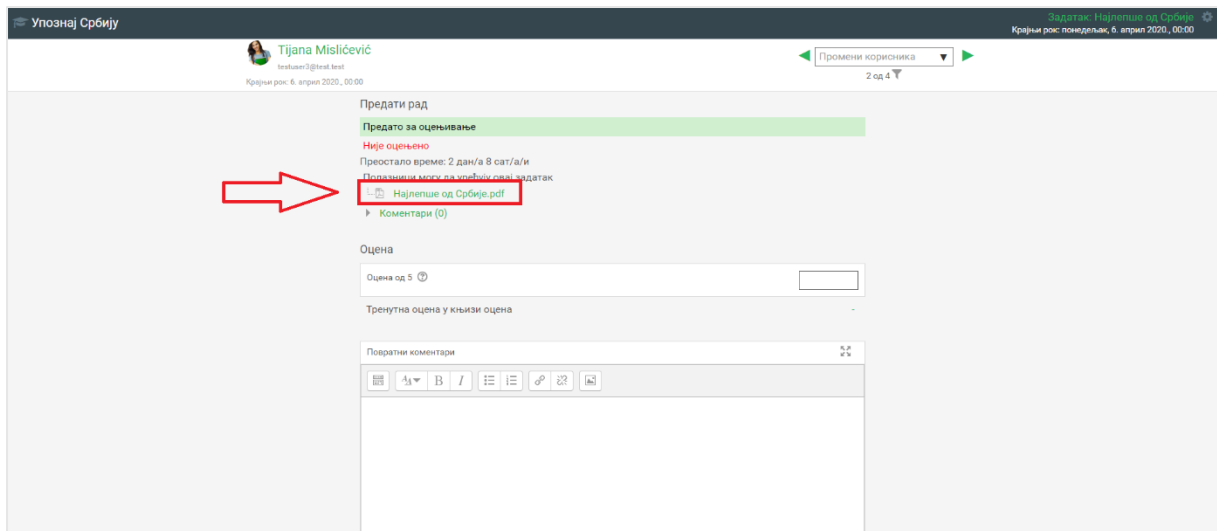 Упознај Србију
Задатак: Најлепше од Србије
Крајњи рок: понедељак, 6. април 2020., 00:00
Tijana Mislićević
testuser3@test.test
Крајњи рок: 6. април 2020., 00:00
Промени корисника
2 од 4
Предати рад
Предато за оцењивање
Није оцењено
Преостало време: 2 дан/а 8 сат/а/и
Полазници могу да уређују овај задатак
Најлепше од Србије.pdf
Коментари (0)
Оцена
Оцена од 5
Тренутна оцена у књизи оцена
-
Повратни коментари
B I